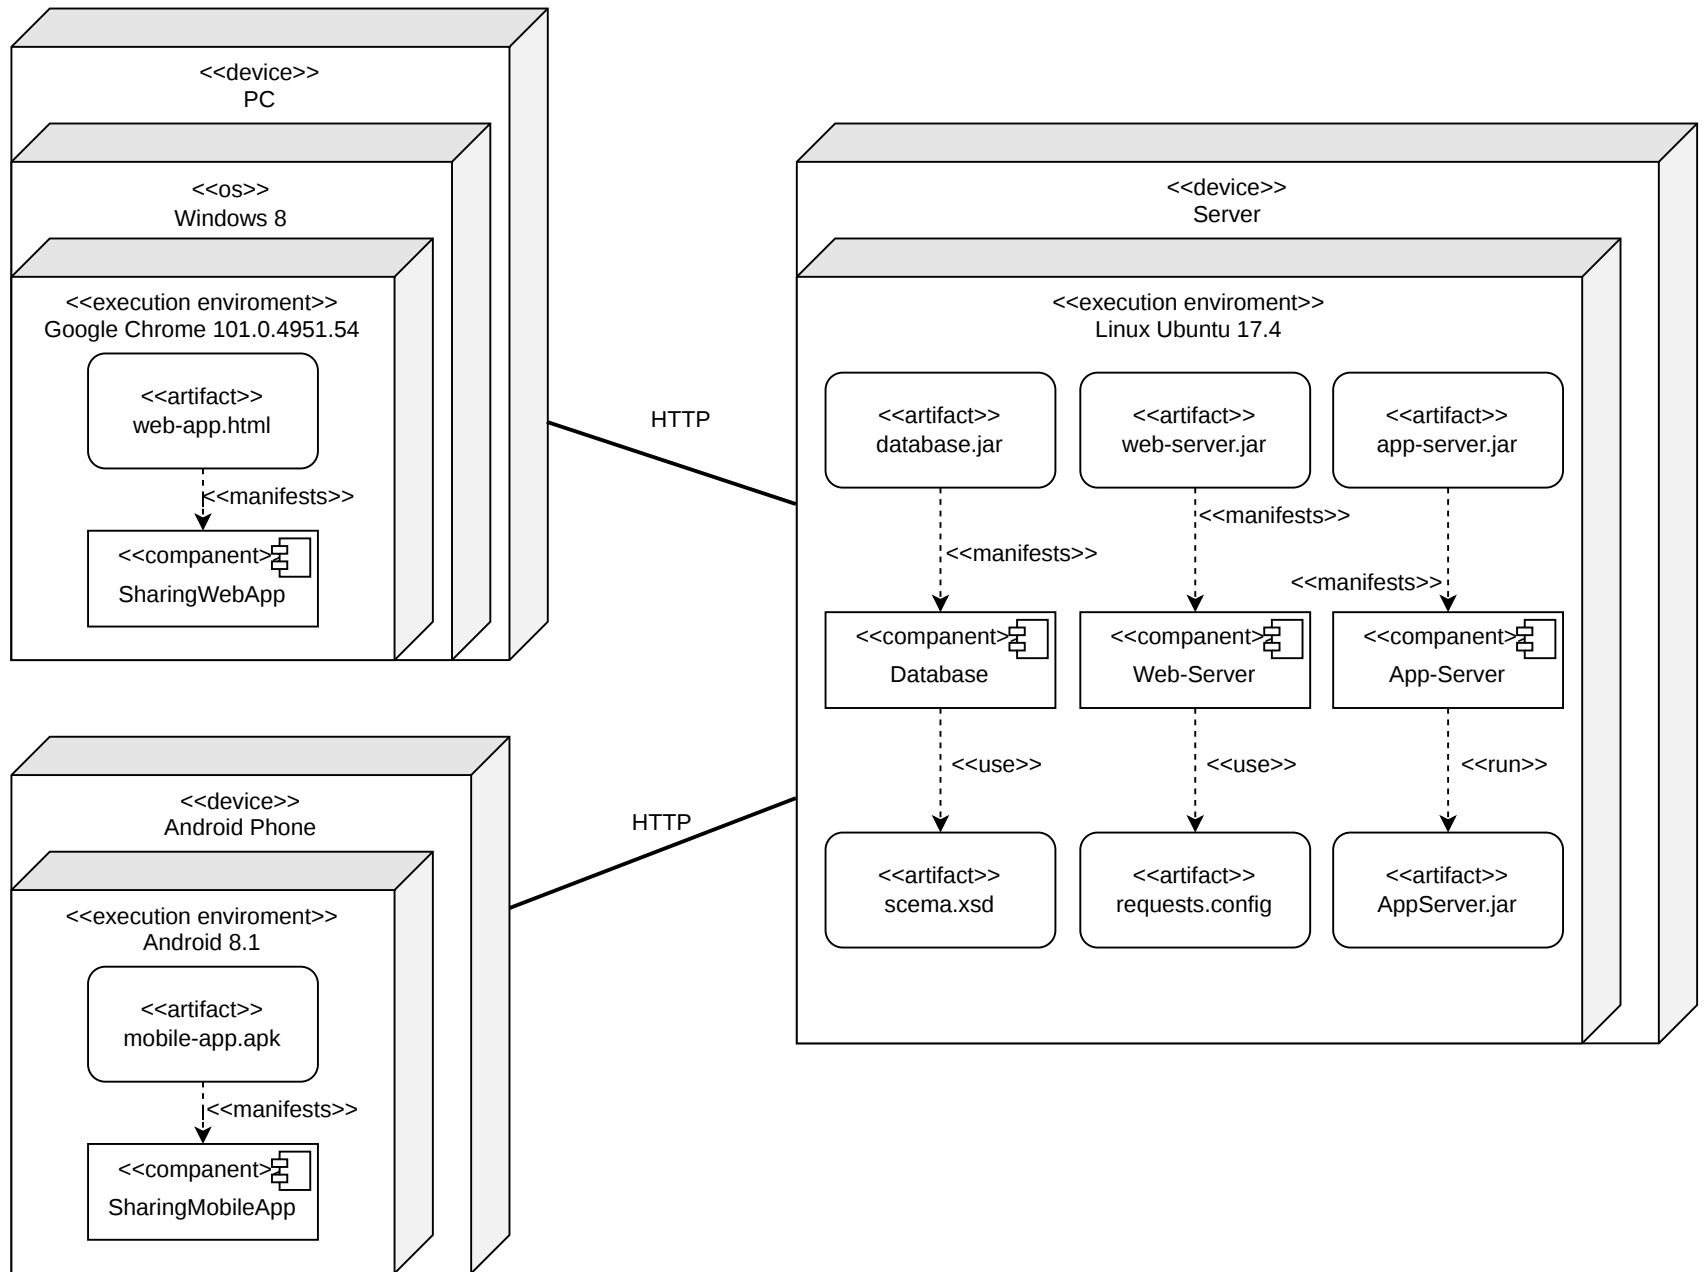 <<device>>
PC
<<os>>
Windows 8
<<execution enviroment>>
Google Chrome 101.0.4951.54
<<artifact>>
web-app.html
<<manifests>>
<<companent>>
SharingWebApp
HTTP
<<device>>
Server
<<execution enviroment>>
Linux Ubuntu 17.4
<<artifact>>
database.jar
<<artifact>>
web-server.jar
<<artifact>>
app-server.jar
<<manifests>>
<<manifests>>
<<manifests>>
<<companent>>
Database
<<companent>>
Web-Server
<<companent>>
App-Server
<<use>>
<<use>>
<<run>>
<<artifact>>
scema.xsd
<<artifact>>
requests.config
<<artifact>>
AppServer.jar
HTTP
<<device>>
Android Phone
<<execution enviroment>>
Android 8.1
<<artifact>>
mobile-app.apk
<<manifests>>
<<companent>>
SharingMobileApp